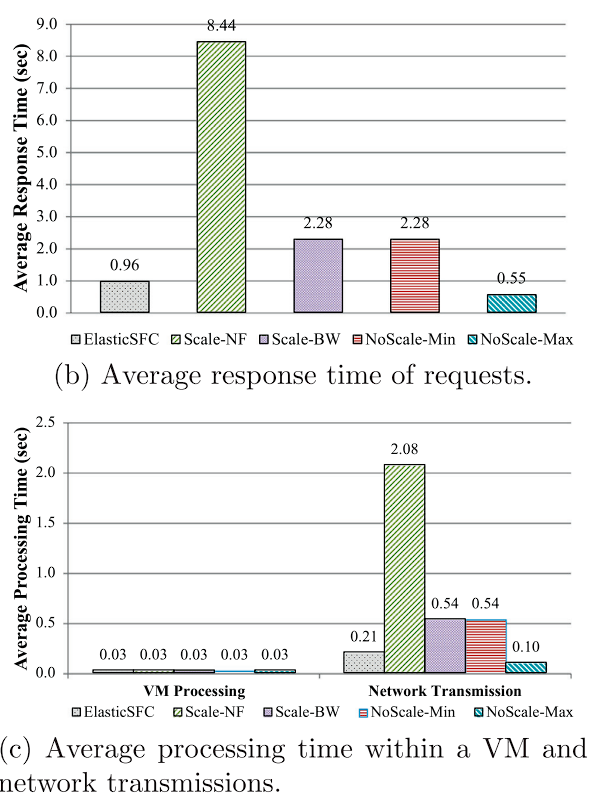 Average Response Time (sec)
9.0
8.0
7.0
6.0
5.0
4.0
3.0
2.0
1.0
0.0
0.96
8.44
2.28
2.28
0.55
ElasticSFC Scale-NF Scale-BW NoScale-Min NoScale-Max
(b) Average response time of requests.
Average Processing Time (sec)
2.5
2.0
1.5
1.0
0.5
0.0
0.03 0.03 0.03 0.03 0.03
0.21
2.08
0.54
0.54
0.10
VM Processing Network Transmission
ElasticSFC Scale-NF Scale-BW NoScale-Min NoScale-Max
(c) Average processing time within a VM and
network transmissions.